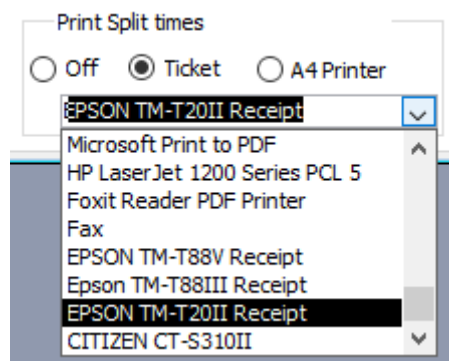 Print Split times
Off Ticket A4 Printer
EPSON TM-T20II Receipt
Microsoft Print to PDF
HP LaserJet 1200 Series PCL 5
Foxit Reader PDF Printer
Fax
EPSON TM-T88V Receipt
Epson TM-T88III Receipt
EPSON TM-T20II Receipt
CITIZEN CT-S310II